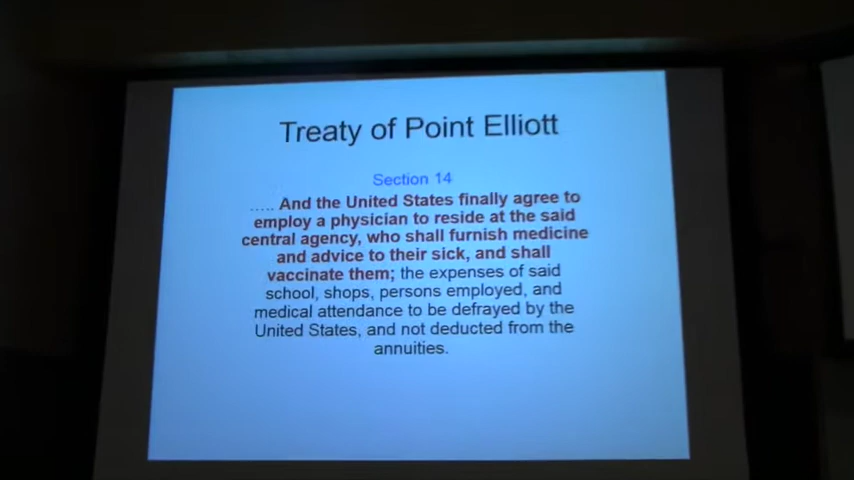 Treaty of Point Elliott
Section 14
..... And the United States finally agree to
employ a physician to reside at the said
central agency, who shall furnish medicine
and advice to their sick, and shall
vaccinate them; the expenses of said
school, shops, persons employed, and
medical attendance to be defrayed by the
United States, and not deducted from the
annuities.